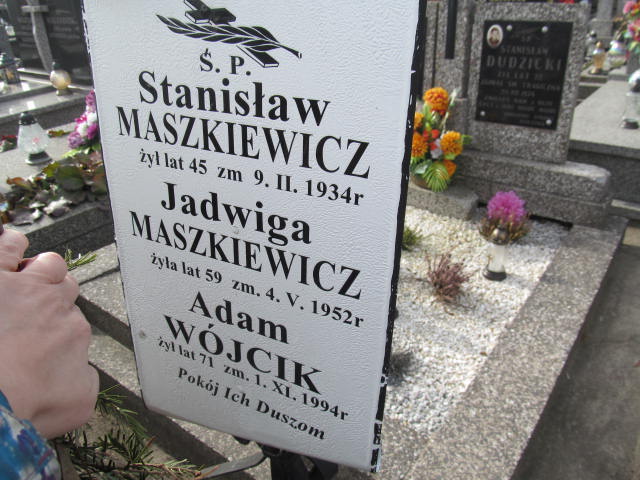 Ś. P.
Stanisław
MASZKIEWICZ
żył lat 45 zm 9. II. 1934r
Jadwiga
MASZKIEWICZ
żyła lat 59 zm. 4. V. 1952r
Adam
WÓJCIK
żył lat 71 zm. 1. XI. 1994r
Pokój Ich Duszom
STANISŁAW
DUDZICKI